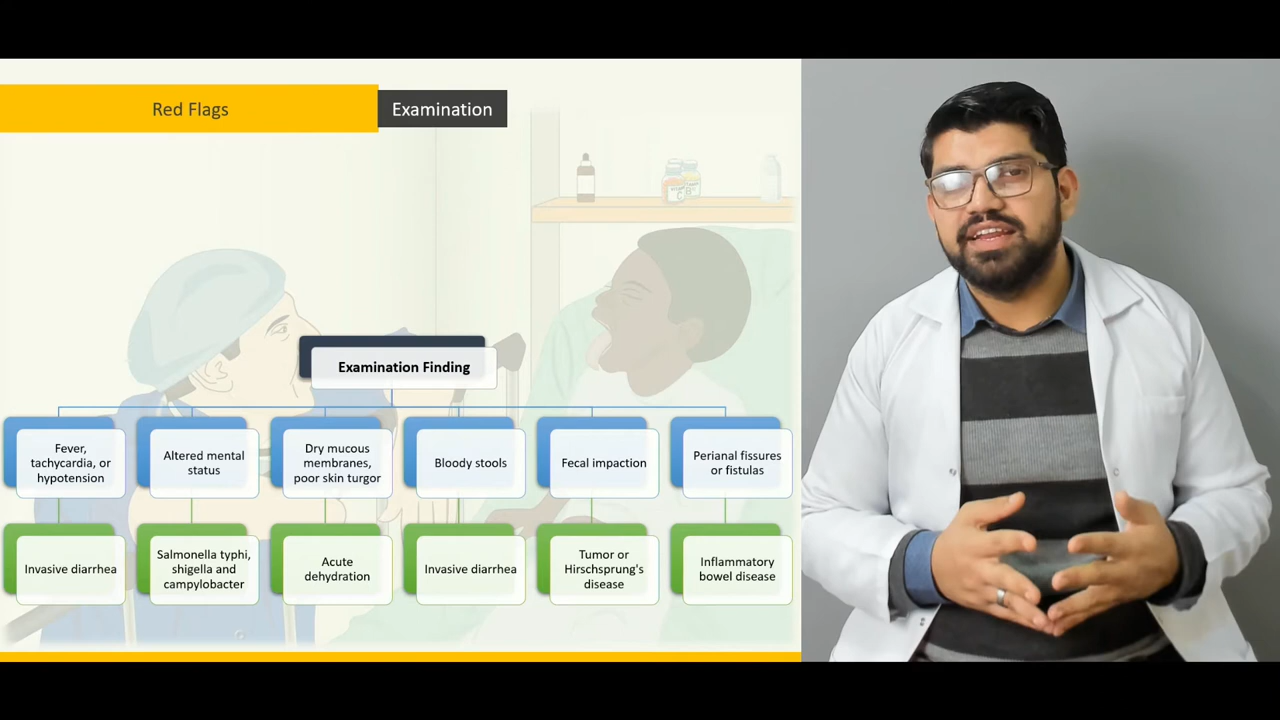 Red Flags
Examination
Examination Finding
Fever,
tachycardia, or
hypotension
Altered mental
status
Dry mucous
membranes,
poor skin turgor
Bloody stools
Fecal impaction
Perianal fissures
or fistulas
Invasive diarrhea
Salmonella typhi,
shigella and
campylobacter
Acute
dehydration
Invasive diarrhea
Tumor or
Hirschsprung's
disease
Inflammatory
bowel disease